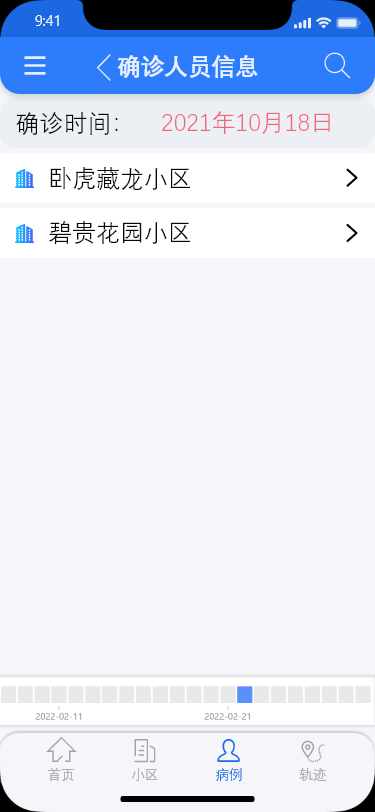 9:41
确诊人员信息
确诊时间： 2021年10月18日
卧虎藏龙小区
碧贵花园小区
2022-02-11 2022-02-21
首页 小区 病例 轨迹